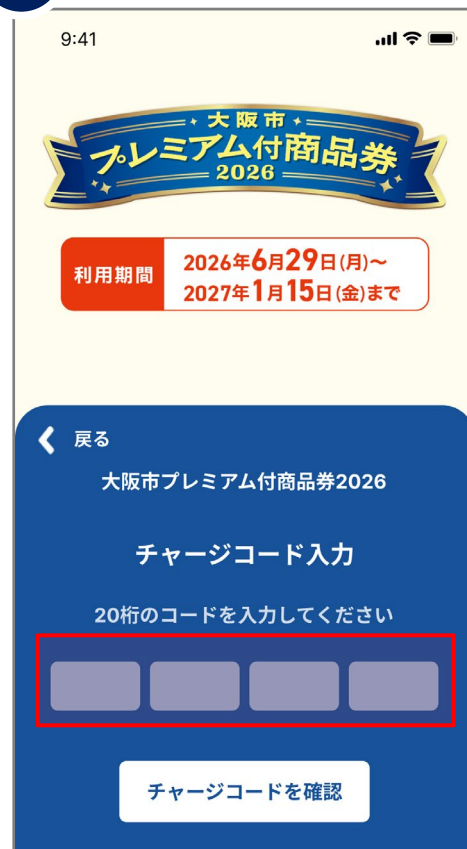 9:41
大阪市
プレミアム付商品券
2026
利用期間
2026年6月29日(月)～
2027年1月15日(金)まで
戻る
大阪市プレミアム付商品券2026
チャージコード入力
20桁のコードを入力してください
チャージコードを確認